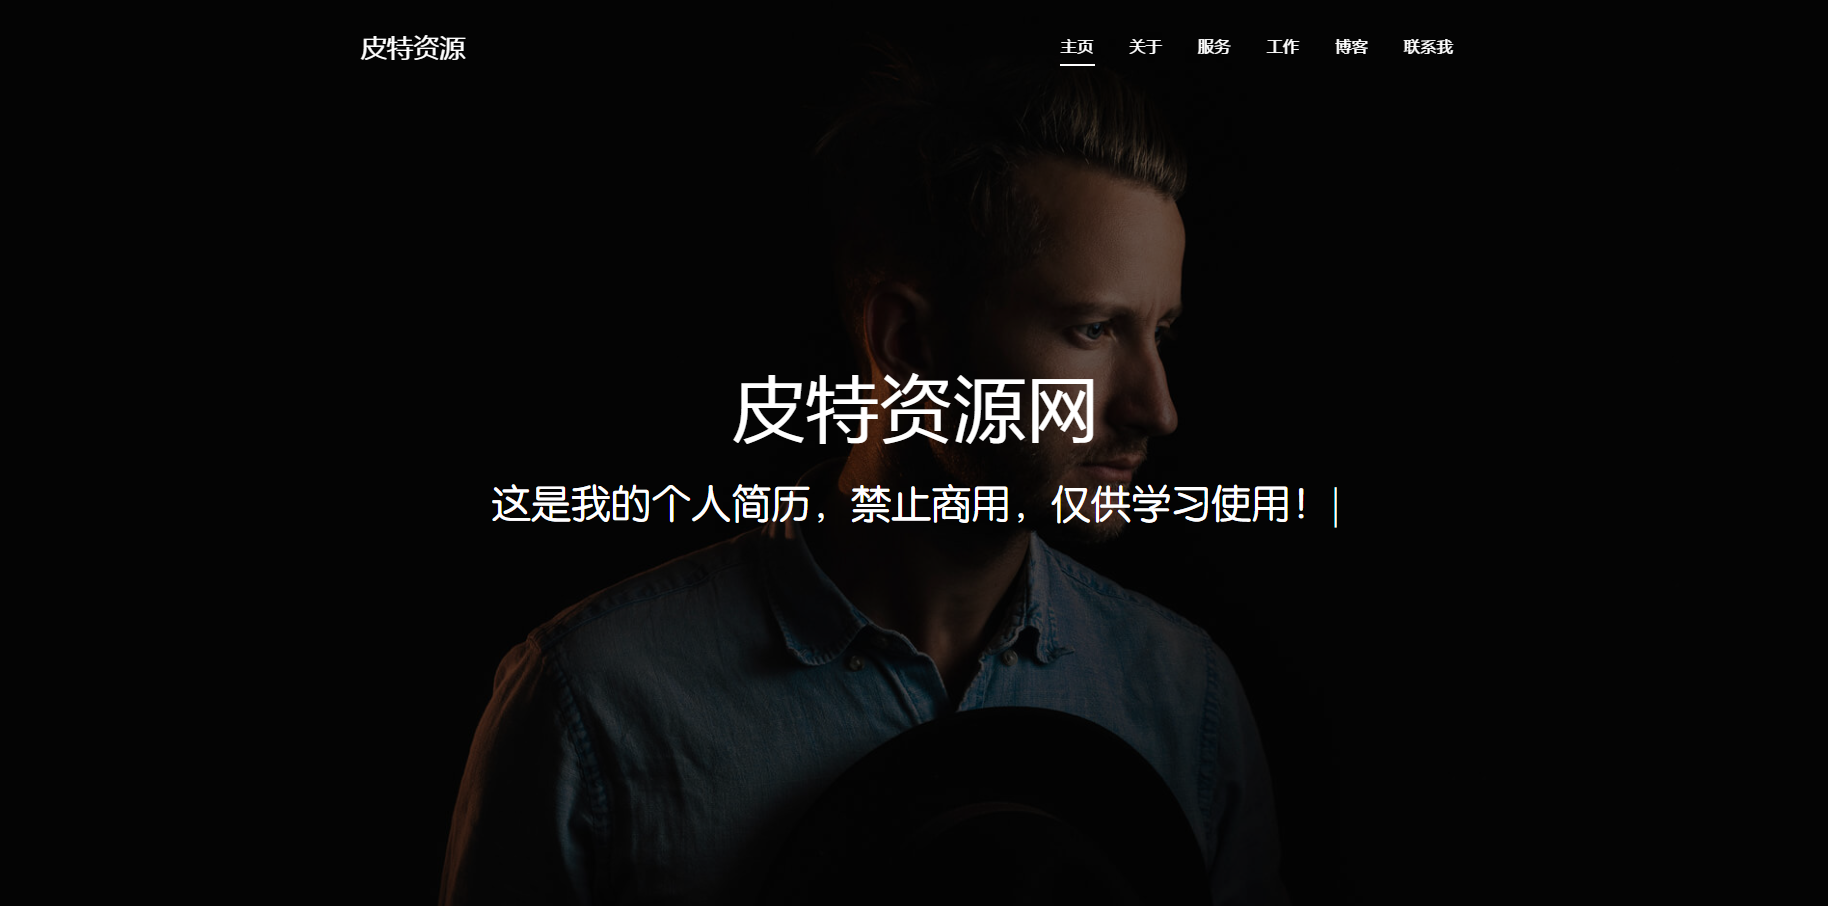 皮特资源
主页 关于 服务 工作 博客 联系我
皮特资源网
这是我的个人简历，禁止商用，仅供学习使用！|